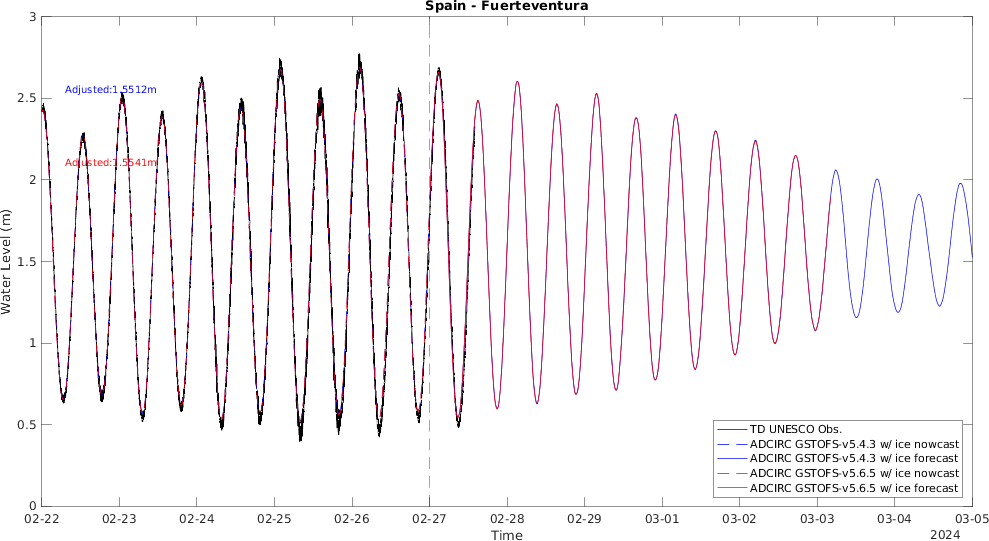 Spain - Fuerteventura
3
2.5
2
1.5
1
0.5
0
Water Level (m)
Adjusted:1.5512m
Adjusted:1.5541m
TD UNESCO Obs.
ADCIRC GSTOFS-v5.4.3 w/ ice nowcast
ADCIRC GSTOFS-v5.4.3 w/ ice forecast
ADCIRC GSTOFS-v5.6.5 w/ ice nowcast
ADCIRC GSTOFS-v5.6.5 w/ ice forecast
02-22 02-23 02-24 02-25 02-26 02-27 02-28 02-29 03-01 03-02 03-03 03-04 03-05
Time
2024